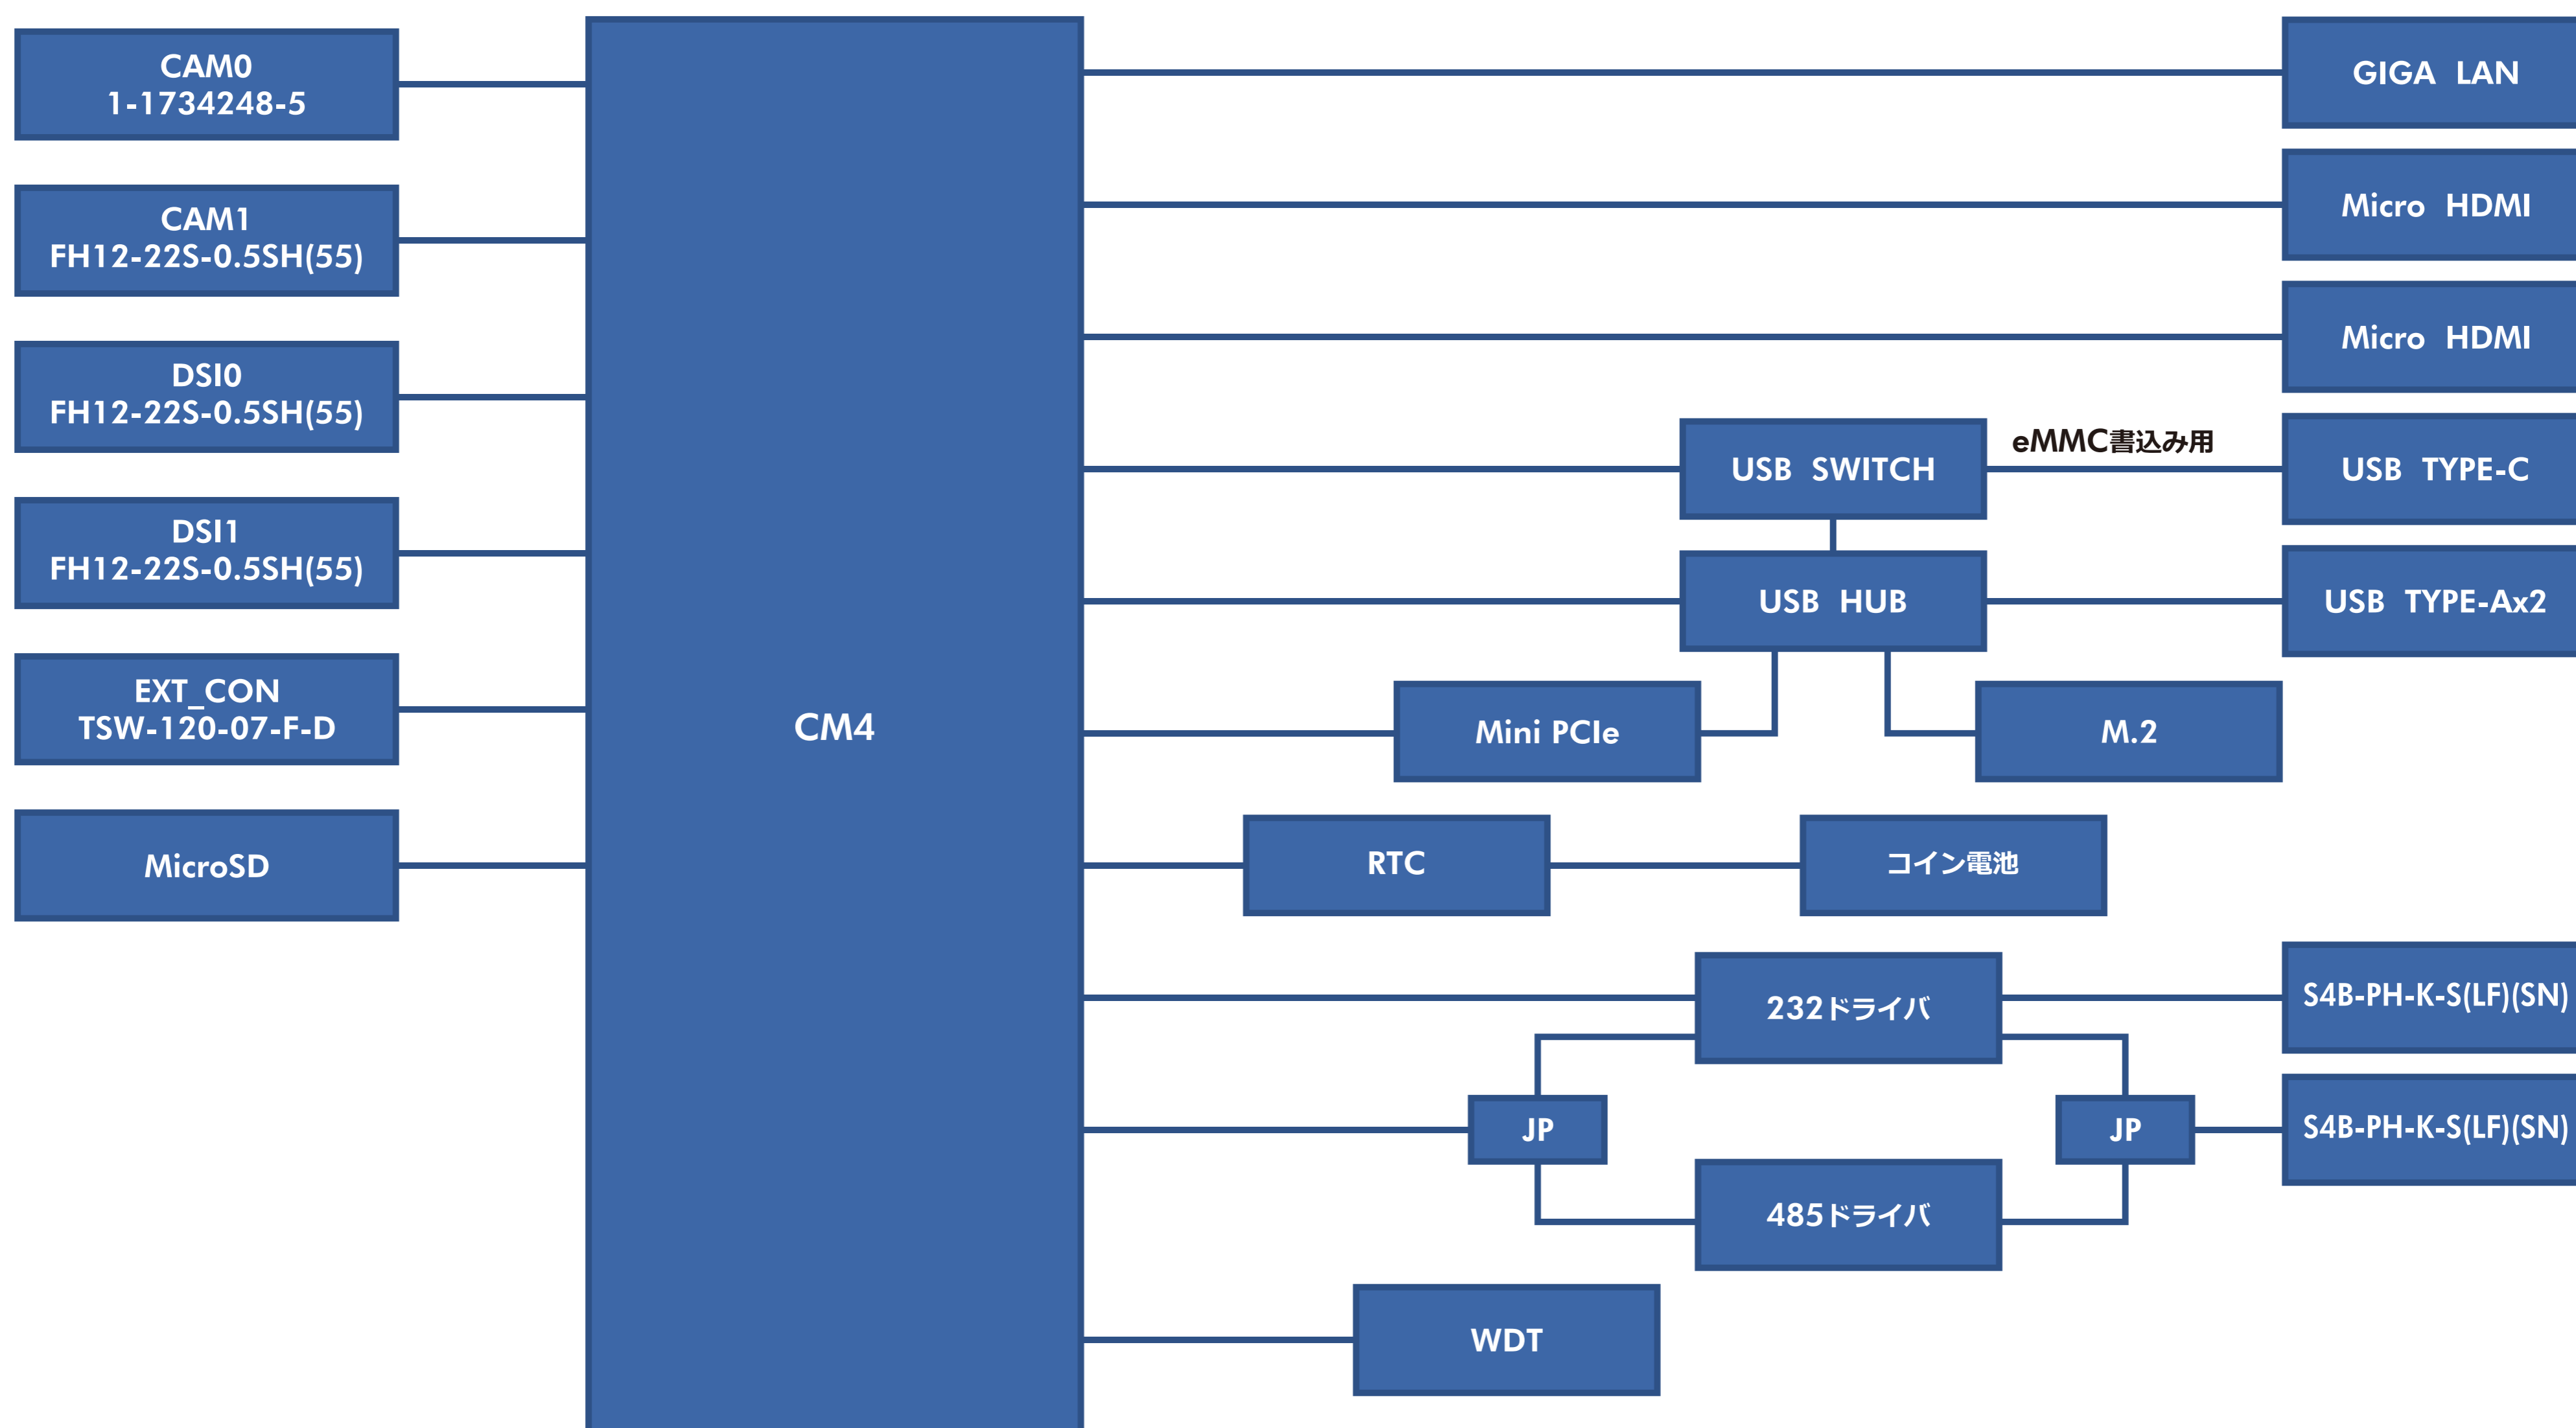 CAM0
1-1734248-5
CAM1
FH12-22S-0.5SH(55)
DSI0
FH12-22S-0.5SH(55)
DSI1
FH12-22S-0.5SH(55)
EXT_CON
TSW-120-07-F-D
MicroSD
CM4
GIGA LAN
Micro HDMI
Micro HDMI
USB SWITCH
eMMC書込み用
USB TYPE-C
USB HUB
USB TYPE-Ax2
Mini PCIe
M.2
RTC
コイン電池
232ドライバ
S4B-PH-K-S(LF)(SN)
JP
JP
S4B-PH-K-S(LF)(SN)
485ドライバ
WDT